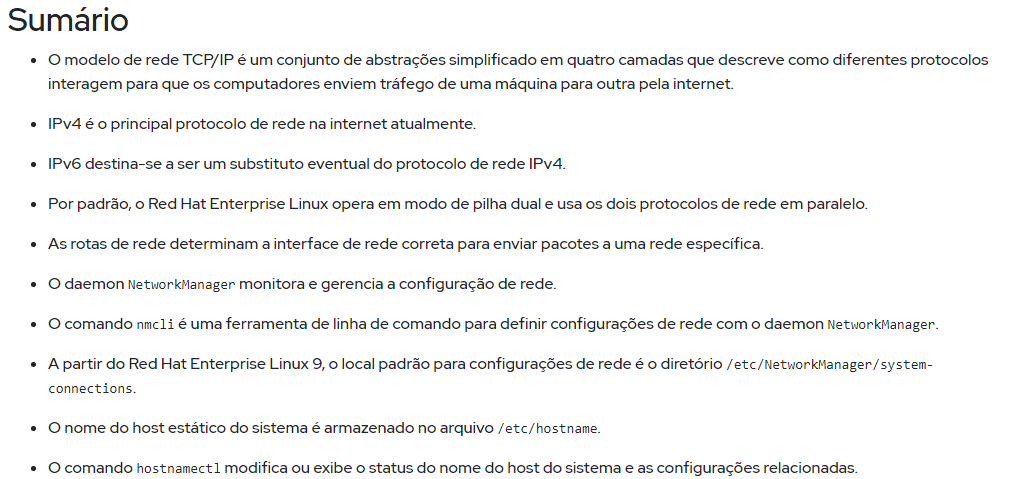 Sumário
• O modelo de rede TCP/IP é um conjunto de abstrações simplificado em quatro camadas que descreve como diferentes protocolos
interagem para que os computadores enviem tráfego de uma máquina para outra pela internet.
• IPv4 é o principal protocolo de rede na internet atualmente.
• IPv6 destina-se a ser um substituto eventual do protocolo de rede IPv4.
• Por padrão, o Red Hat Enterprise Linux opera em modo de pilha dual e usa os dois protocolos de rede em paralelo.
• As rotas de rede determinam a interface de rede correta para enviar pacotes a uma rede específica.
• O daemon NetworkManager monitora e gerencia a configuração de rede.
• O comando nmcli é uma ferramenta de linha de comando para definir configurações de rede com o daemon NetworkManager.
• A partir do Red Hat Enterprise Linux 9, o local padrão para configurações de rede é o diretório /etc/NetworkManager/system-
connections.
• O nome do host estático do sistema é armazenado no arquivo /etc/hostname.
• O comando hostnamectl modifica ou exibe o status do nome do host do sistema e as configurações relacionadas.